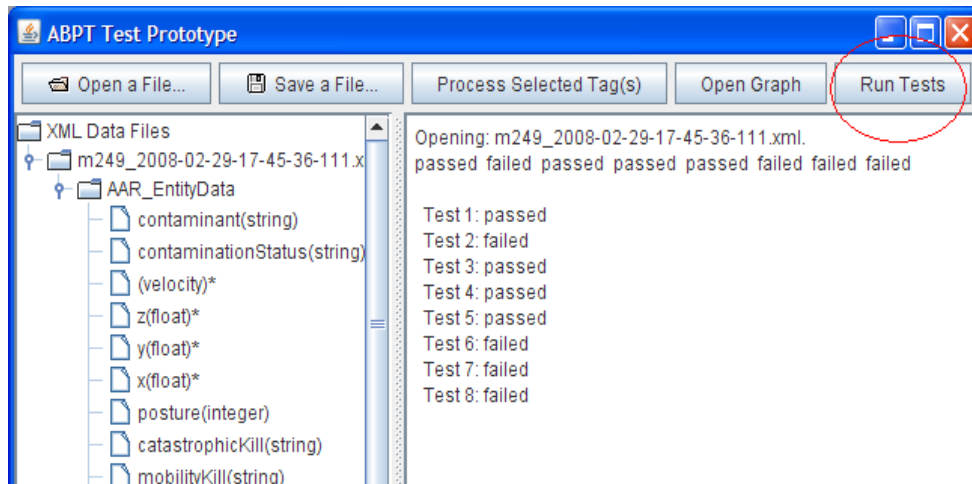 ABPT Test Prototype
Open a File... Save a File... Process Selected Tag(s) Open Graph Run Tests
XML Data Files
m249_2008-02-29-17-45-36-111.x
AAR_EntityData
contaminant(string)
contaminationStatus(string)
(velocity)*
z(float)*
y(float)*
x(float)*
posture(integer)
catastrophicKill(string)
mobilityKill(string)
Opening: m249_2008-02-29-17-45-36-111.xml.
passed failed passed passed passed failed failed failed
Test 1: passed
Test 2: failed
Test 3: passed
Test 4: passed
Test 5: passed
Test 6: failed
Test 7: failed
Test 8: failed